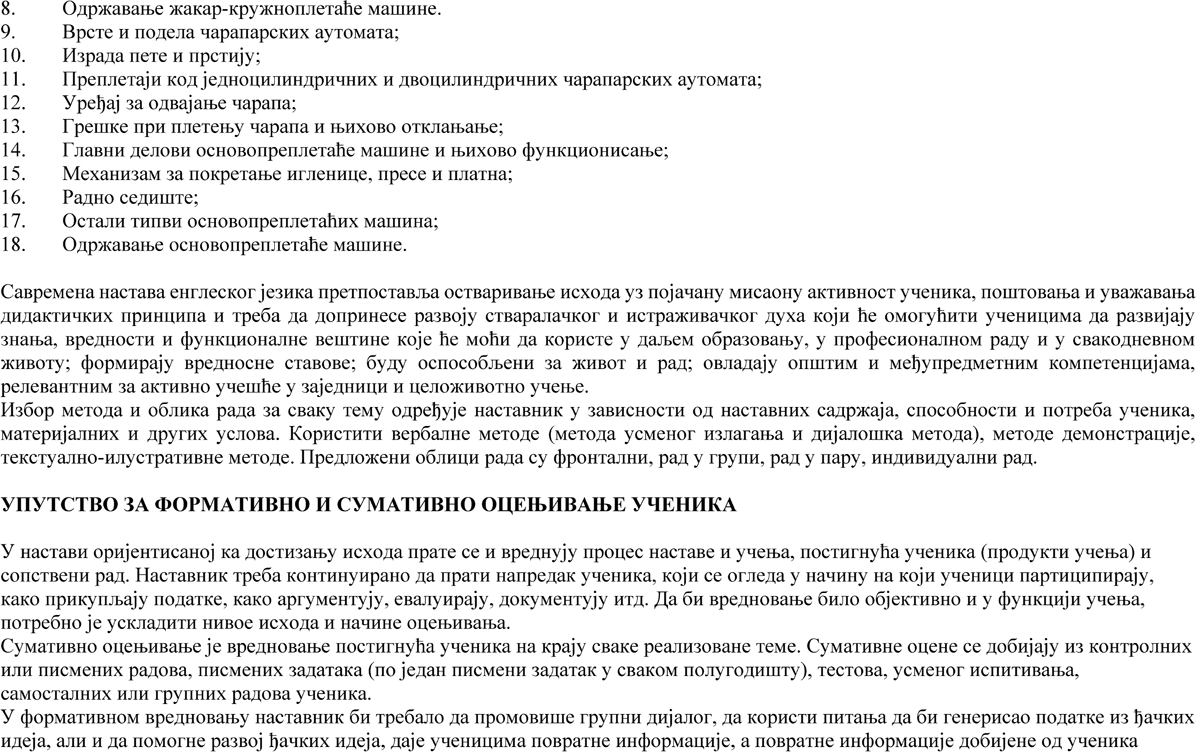 8. Одржавање жакар-кружноплетаће машине.
9. Врсте и подела чарапарских аутомата;
10. Израда пете и прстију;
11. Преплетаји код једноцилиндричних и двоцилиндричних чарапарских аутомата;
12. Уређај за одвајање чарапа;
13. Грешке при плетењу чарапа и њихово отклањање;
14. Главни делови основопреплетаће машине и њихово функционисање;
15. Механизам за покретање игленице, пресе и платна;
16. Радно седиште;
17. Остали типви основопреплетаћих машина;
18. Одржавање основопреплетаће машине.
Савремена настава енглеског језика претпоставља остваривање исхода уз појачану мисаону активност ученика, поштовања и уважавања
дидактичких принципа и треба да допринесе развоју стваралачког и истраживачког духа који ће омогућити ученицима да развијају
знања, вредности и функционалне вештине које ће моћи да користе у даљем образовању, у професионалном раду и у свакодневном
животу; формирају вредносне ставове; буду оспособљени за живот и рад; овладају општим и међупредметним компетенцијама,
релевантним за активно учешће у заједници и целоживотно учење.
Избор метода и облика рада за сваку тему одређује наставник у зависности од наставних садржаја, способности и потреба ученика,
материјалних и других услова. Користити вербалне методе (метода усменог излагања и дијалошка метода), методе демонстрације,
текстуално-илустративне методе. Предложени облици рада су фронтални, рад у групи, рад у пару, индивидуални рад.
УПУТСТВО ЗА ФОРМАТИВНО И СУМАТИВНО ОЦЕЊИВАЊЕ УЧЕНИКА
У настави оријентисаној ка достизању исхода прате се и вреднују процес наставе и учења, постигнућа ученика (продукти учења) и
сопствени рад. Наставник треба континуирано да прати напредак ученика, који се огледа у начину на који ученици партиципирају,
како прикупљају податке, како аргументују, евалуирају, документују итд. Да би вредновање било објективно и у функцији учења,
потребно је ускладити нивое исхода и начине оцењивања.
Сумативно оцењивање је вредновање постигнућа ученика на крају сваке реализоване теме. Сумативне оцене се добијају из контролних
или писмених радова, писмених задатака (по један писмени задатак у сваком полугодишту), тестова, усменог испитивања,
самосталних или групних радова ученика.
У формативном вредновању наставник би требало да промовише групни дијалог, да користи питања да би генерисао податке из ђачких
идеја, али и да помогне развој ђачких идеја, даје ученицима повратне информације, а повратне информације добијене од ученика